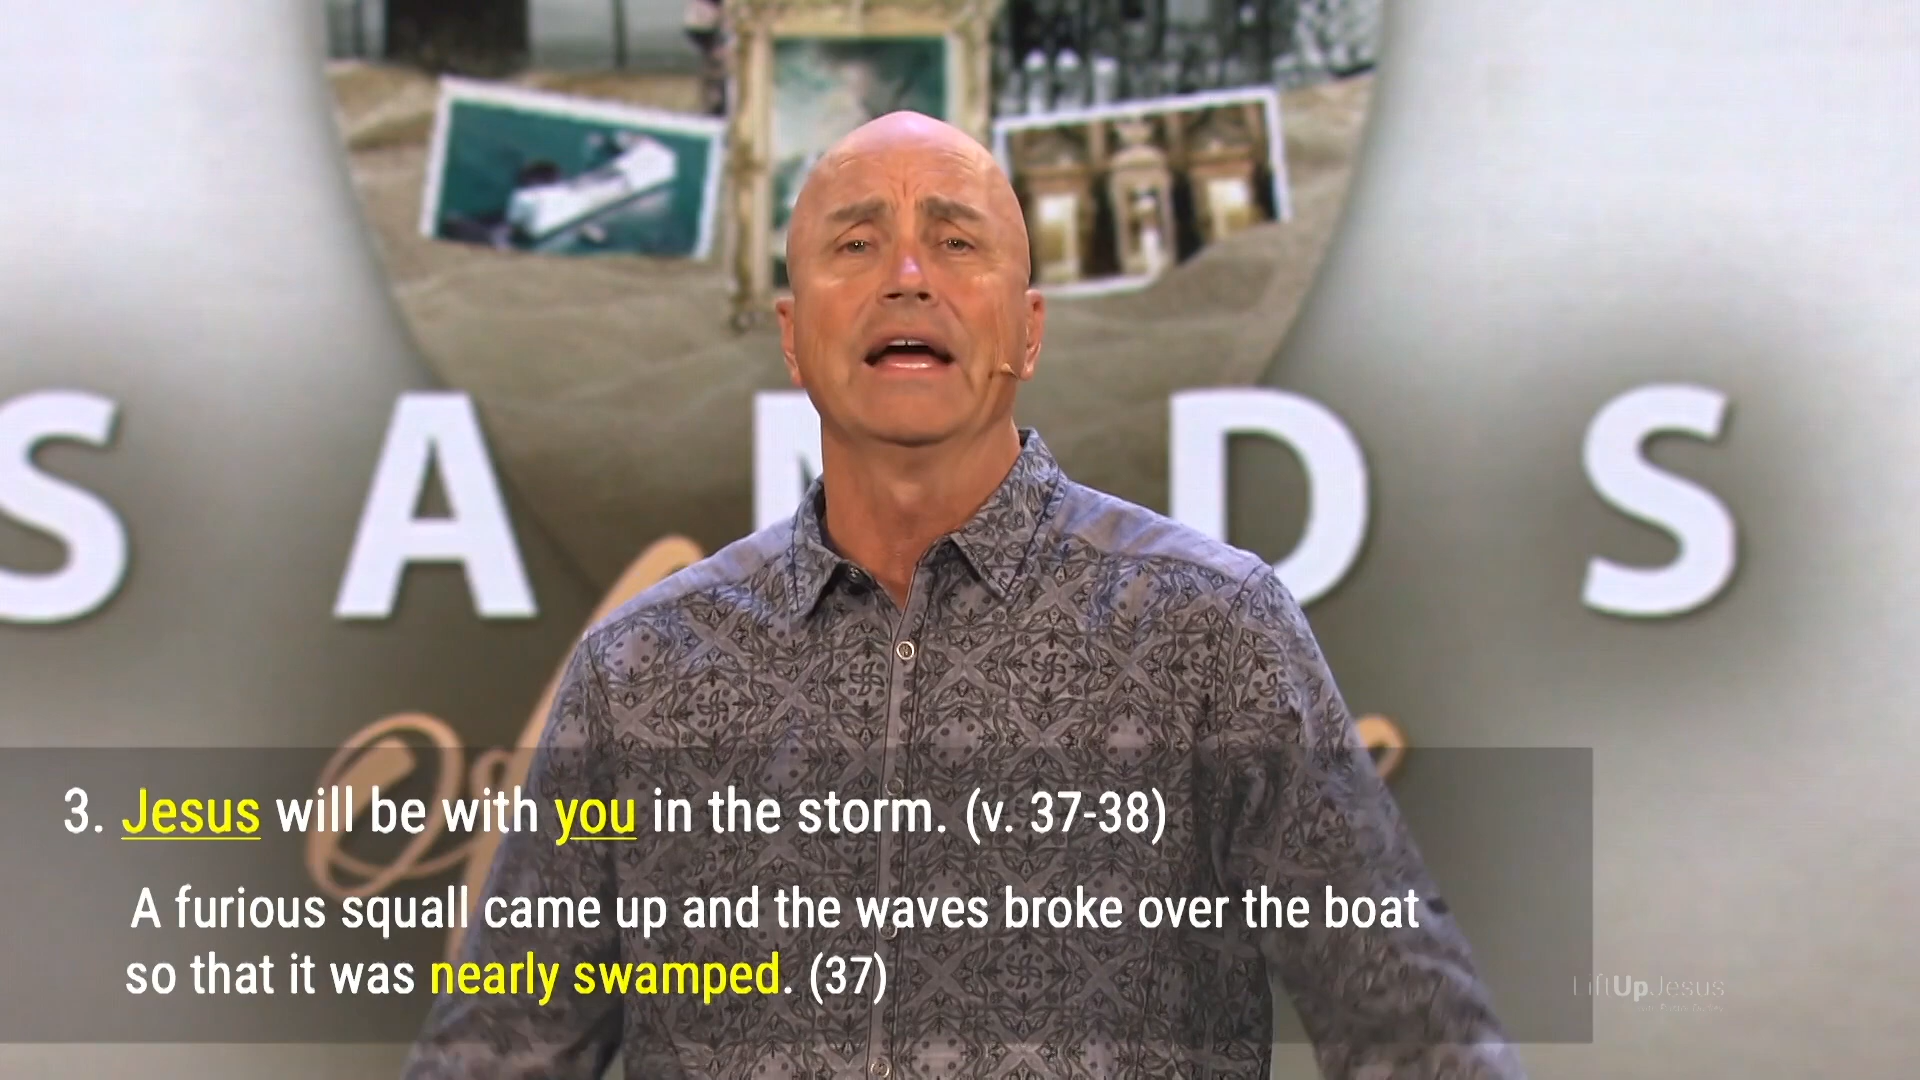 S A N D S
of
3. Jesus will be with you in the storm. (v. 37-38)
A furious squall came up and the waves broke over the boat
so that it was nearly swamped. (37)
LiftUpJesus